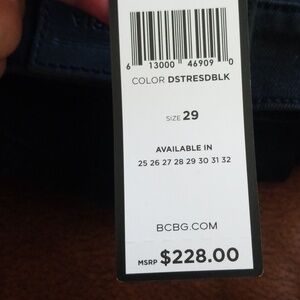 6 13000 46909 0
COLOR DSTRESDBLK
SIZE 29
AVAILABLE IN
25 26 27 28 29 30 31 32
BCBG.COM
MSRP $228.00